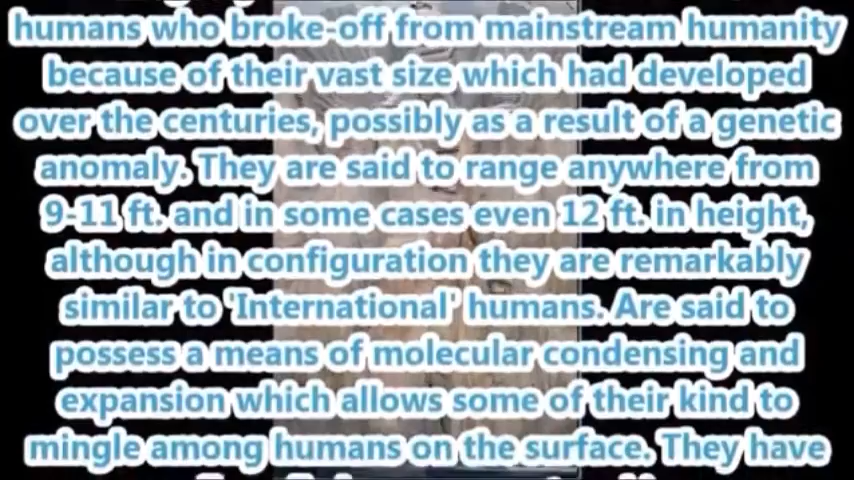 humans who broke-off from mainstream humanity
because of their vast size which had developed
over the centuries, possibly as a result of a genetic
anomaly. They are said to range anywhere from
9-11 ft. and in some cases even 12 ft. in height,
although in configuration they are remarkably
similar to 'International' humans. Are said to
possess a means of molecular condensing and
expansion which allows some of their kind to
mingle among humans on the surface. They have